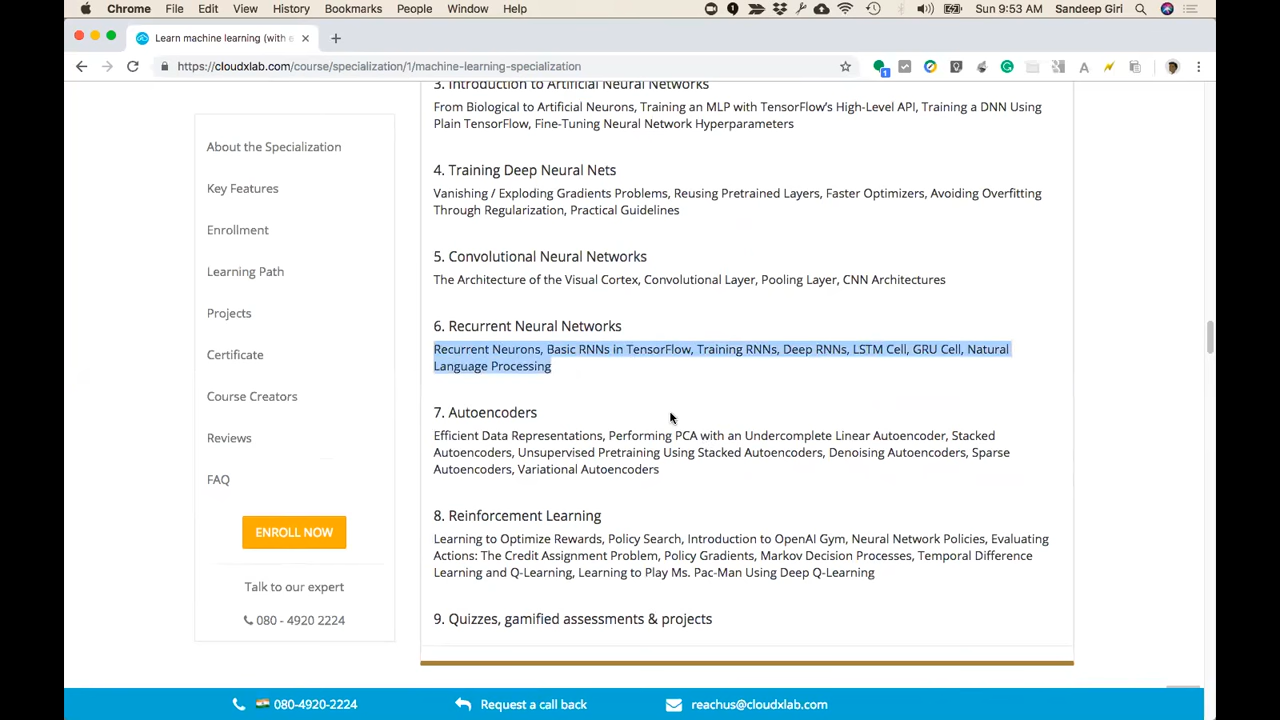 Chrome File Edit View History Bookmarks People Window Help Sun 9:53 AM Sandeep Giri
Learn machine learning (with e
https://cloudxlab.com/course/specialization/1/machine-learning-specialization
About the Specialization
Key Features
Enrollment
Learning Path
Projects
Certificate
Course Creators
Reviews
FAQ
ENROLL NOW
Talk to our expert
080 - 4920 2224
3. Introduction to Artificial Neural Networks
From Biological to Artificial Neurons, Training an MLP with TensorFlow's High-Level API, Training a DNN Using
Plain TensorFlow, Fine-Tuning Neural Network Hyperparameters
4. Training Deep Neural Nets
Vanishing / Exploding Gradients Problems, Reusing Pretrained Layers, Faster Optimizers, Avoiding Overfitting
Through Regularization, Practical Guidelines
5. Convolutional Neural Networks
The Architecture of the Visual Cortex, Convolutional Layer, Pooling Layer, CNN Architectures
6. Recurrent Neural Networks
Recurrent Neurons, Basic RNNs in TensorFlow, Training RNNs, Deep RNNs, LSTM Cell, GRU Cell, Natural
Language Processing
7. Autoencoders
Efficient Data Representations, Performing PCA with an Undercomplete Linear Autoencoder, Stacked
Autoencoders, Unsupervised Pretraining Using Stacked Autoencoders, Denoising Autoencoders, Sparse
Autoencoders, Variational Autoencoders
8. Reinforcement Learning
Learning to Optimize Rewards, Policy Search, Introduction to OpenAI Gym, Neural Network Policies, Evaluating
Actions: The Credit Assignment Problem, Policy Gradients, Markov Decision Processes, Temporal Difference
Learning and Q-Learning, Learning to Play Ms. Pac-Man Using Deep Q-Learning
9. Quizzes, gamified assessments & projects
080-4920-2224 Request a call back reachus@cloudxlab.com